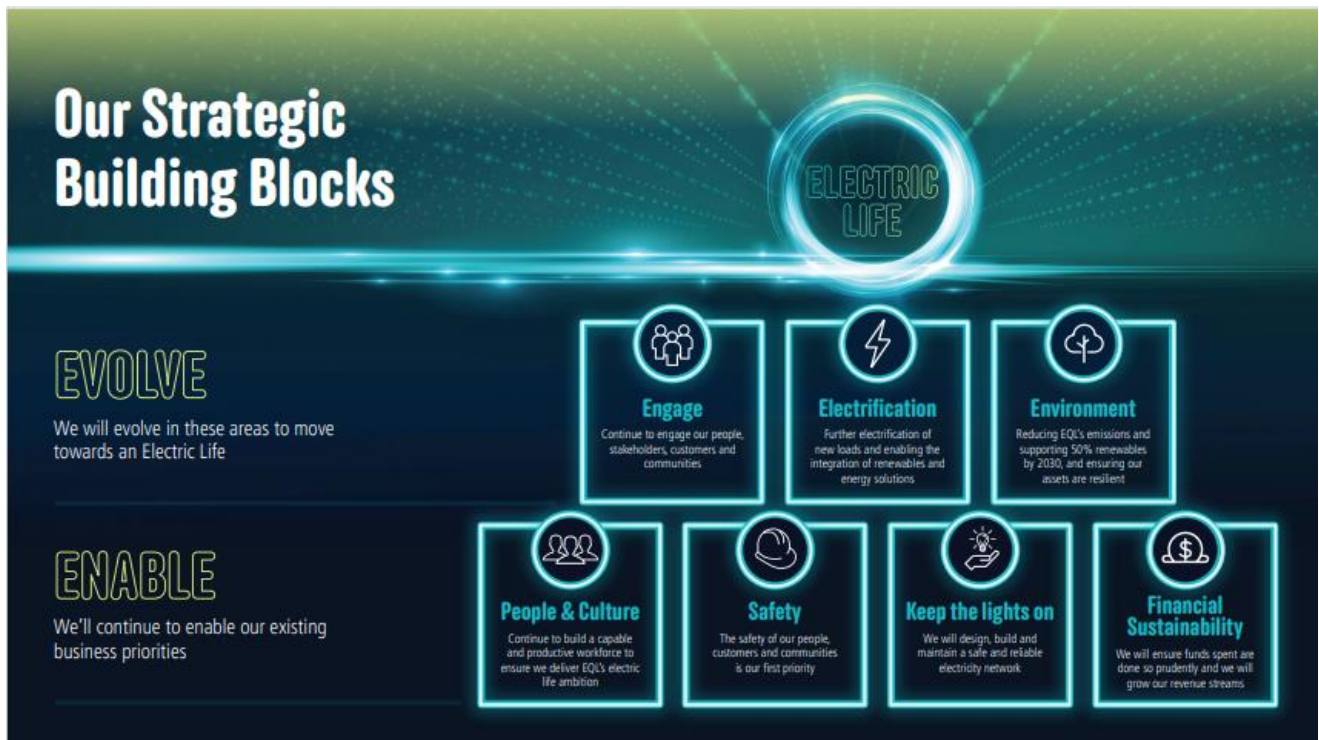 Our Strategic
Building Blocks
ELECTRIC
LIFE
EVOLVE
We will evolve in these areas to move
towards an Electric Life
Engage
Continue to engage our people,
stakeholders, customers and
communities
Electrification
Further electrification of
new loads and enabling the
integration of renewables and
energy solutions
Environment
Reducing EQL's emissions and
supporting 50% renewables
by 2030, and ensuring our
assets are resilient
ENABLE
We'll continue to enable our existing
business priorities
People & Culture
Continue to build a capable
and productive workforce to
ensure we deliver EQL's electric
life ambition
Safety
The safety of our people,
customers and communities
is our first priority
Keep the lights on
We will design, build and
maintain a safe and reliable
electricity network
Financial
Sustainability
We will ensure funds spent are
done so prudently and we will
grow our revenue streams